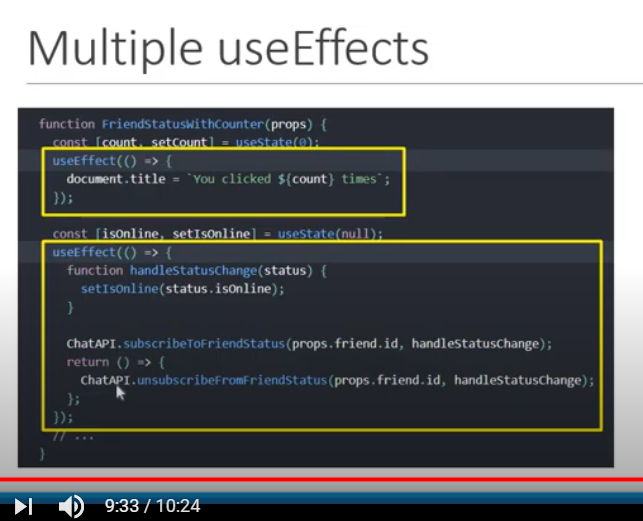 Multiple useEffects
function FriendStatusWithCounter(props) {
const [count, setCount] = useState(0);
useEffect(() => {
document.title = `You clicked ${count} times`;
});
const [isOnline, setIsOnline] = useState(null);
useEffect(() => {
function handleStatusChange(status) {
setIsOnline(status.isOnline);
}
ChatAPI.subscribeToFriendStatus(props.friend.id, handleStatusChange);
return () => {
ChatAPI.unsubscribeFromFriendStatus(props.friend.id, handleStatusChange);
};
});
// ...
}
9:33 / 10:24